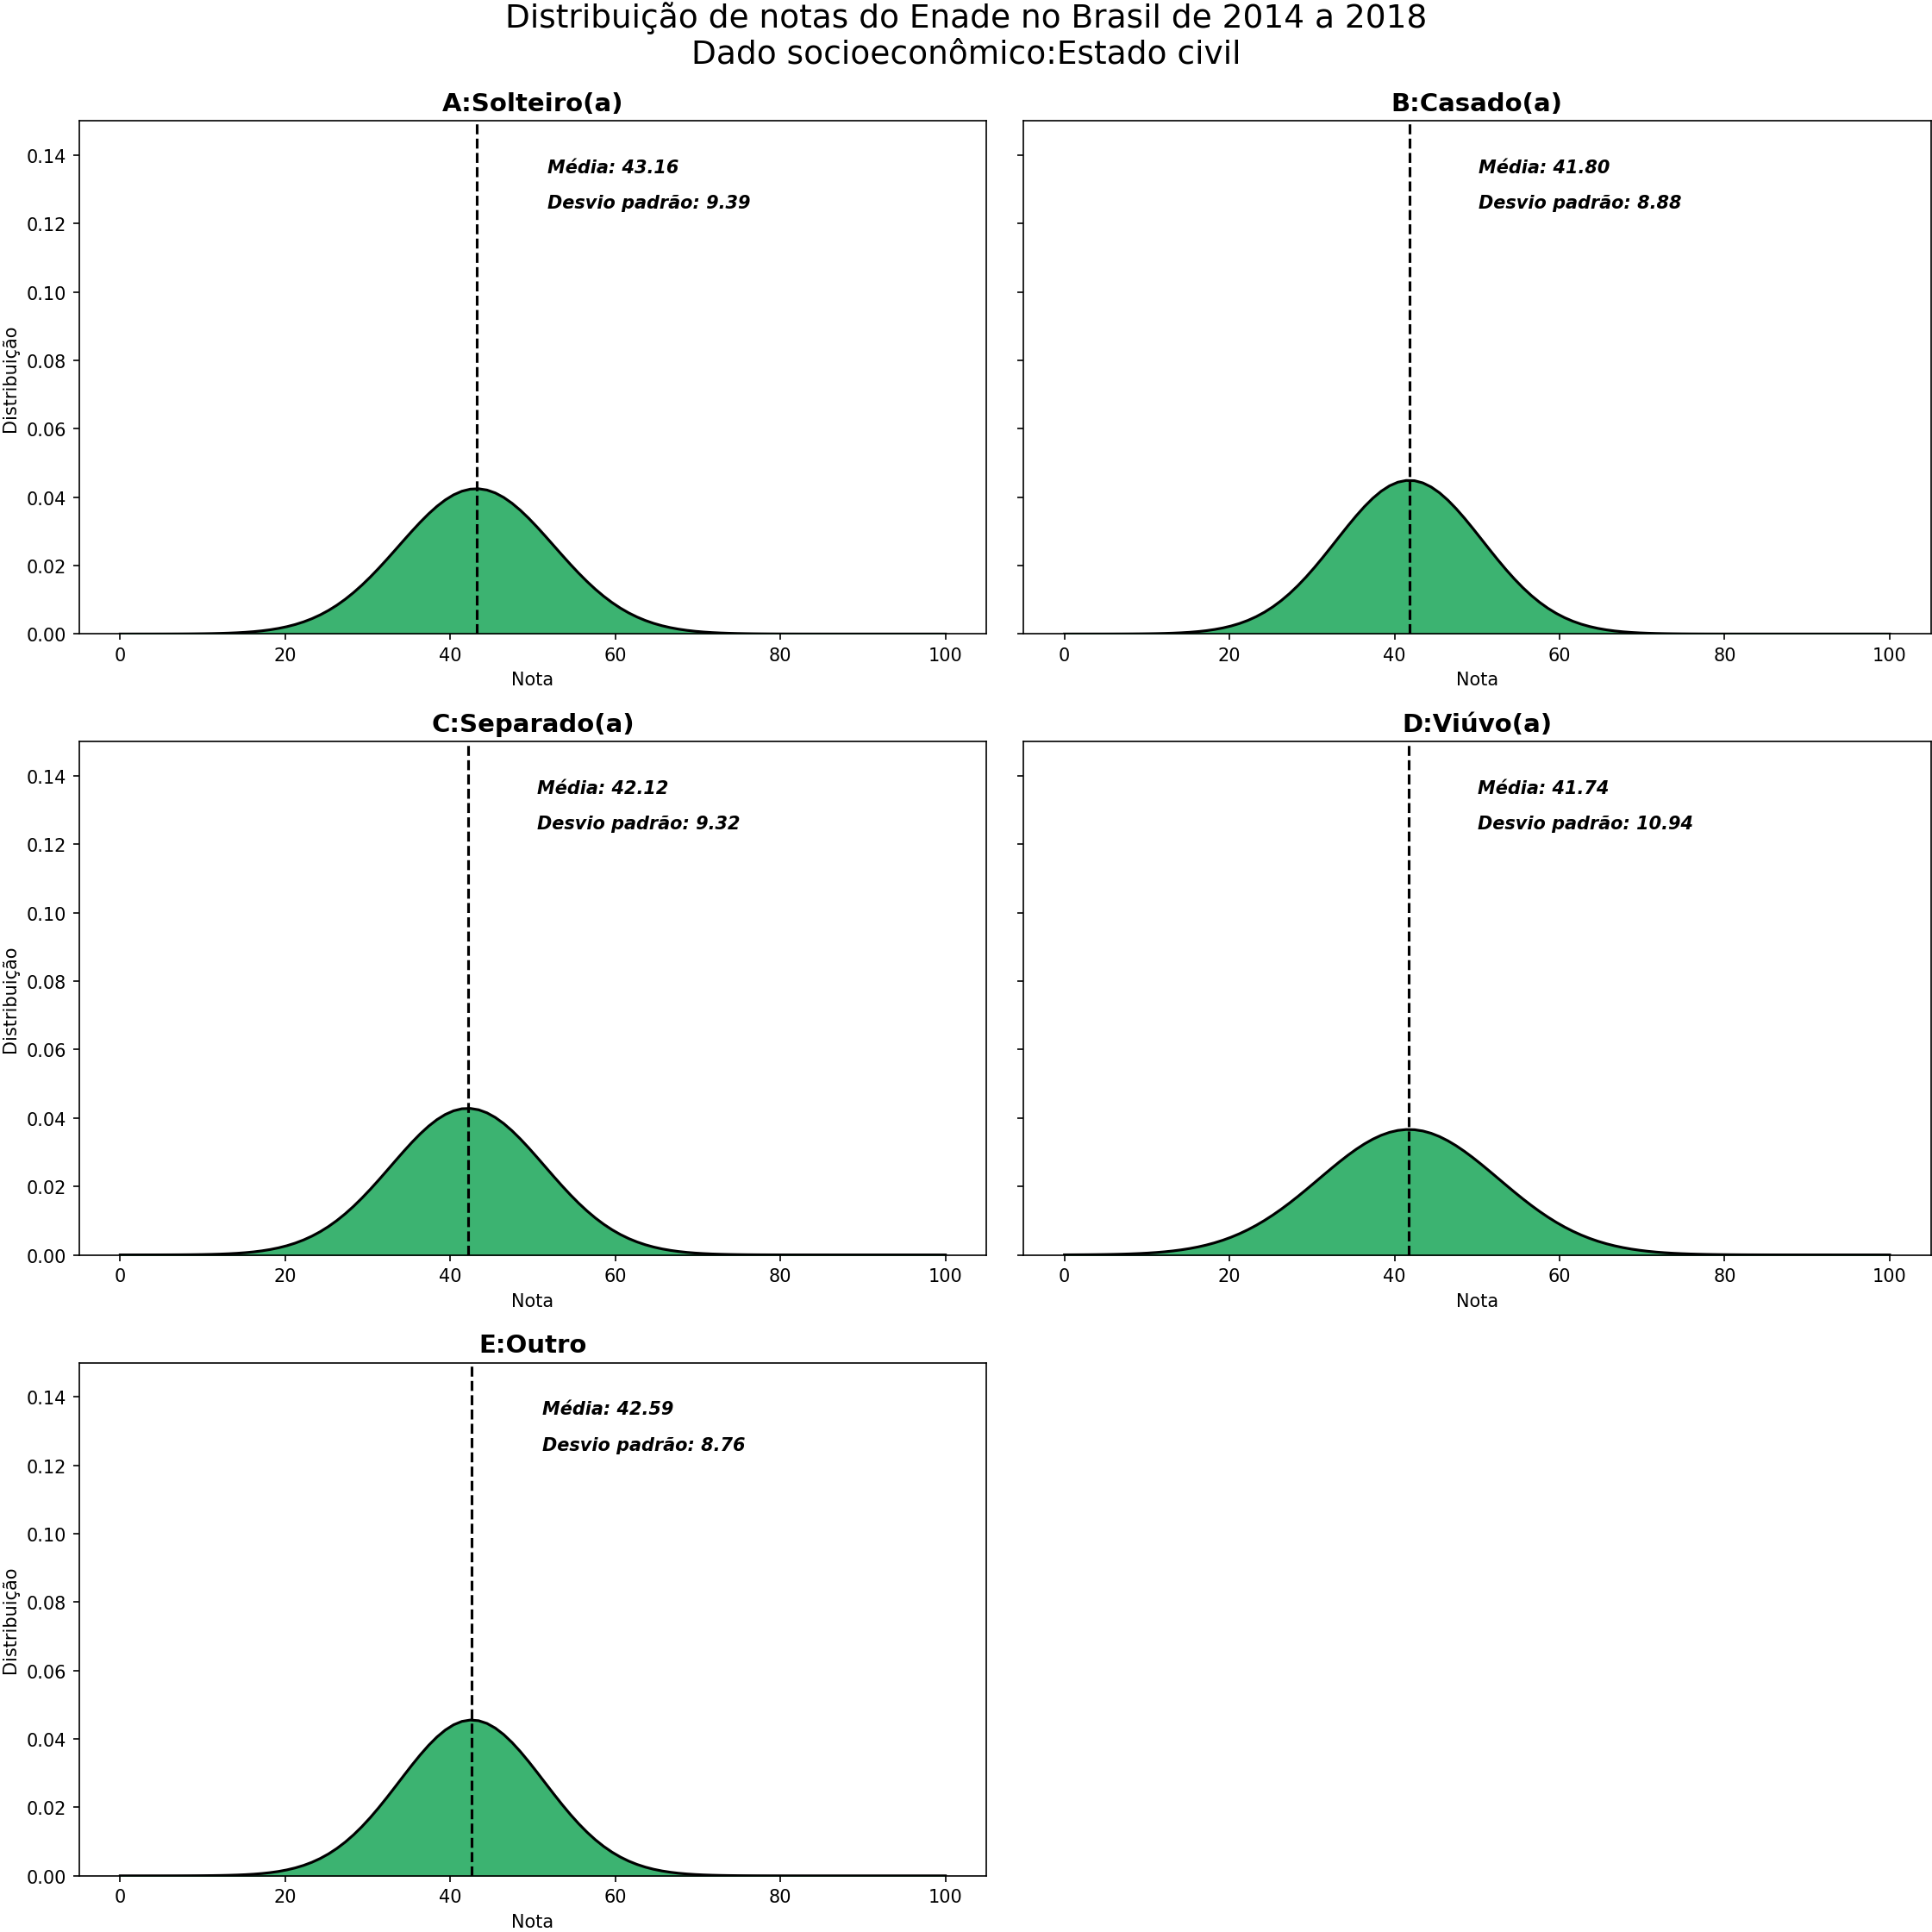 Distribuição de notas do Enade no Brasil de 2014 a 2018
Dado socioeconômico:Estado civil
A:Solteiro(a)
Média: 43.16
Desvio padrão: 9.39
Distribuição
0.14
0.12
0.10
0.08
0.06
0.04
0.02
0.00
0 20 40 60 80 100
Nota
B:Casado(a)
Média: 41.80
Desvio padrão: 8.88
0 20 40 60 80 100
Nota
C:Separado(a)
Média: 42.12
Desvio padrão: 9.32
Distribuição
0.14
0.12
0.10
0.08
0.06
0.04
0.02
0.00
0 20 40 60 80 100
Nota
D:Viúvo(a)
Média: 41.74
Desvio padrão: 10.94
0 20 40 60 80 100
Nota
E:Outro
Média: 42.59
Desvio padrão: 8.76
Distribuição
0.14
0.12
0.10
0.08
0.06
0.04
0.02
0.00
0 20 40 60 80 100
Nota